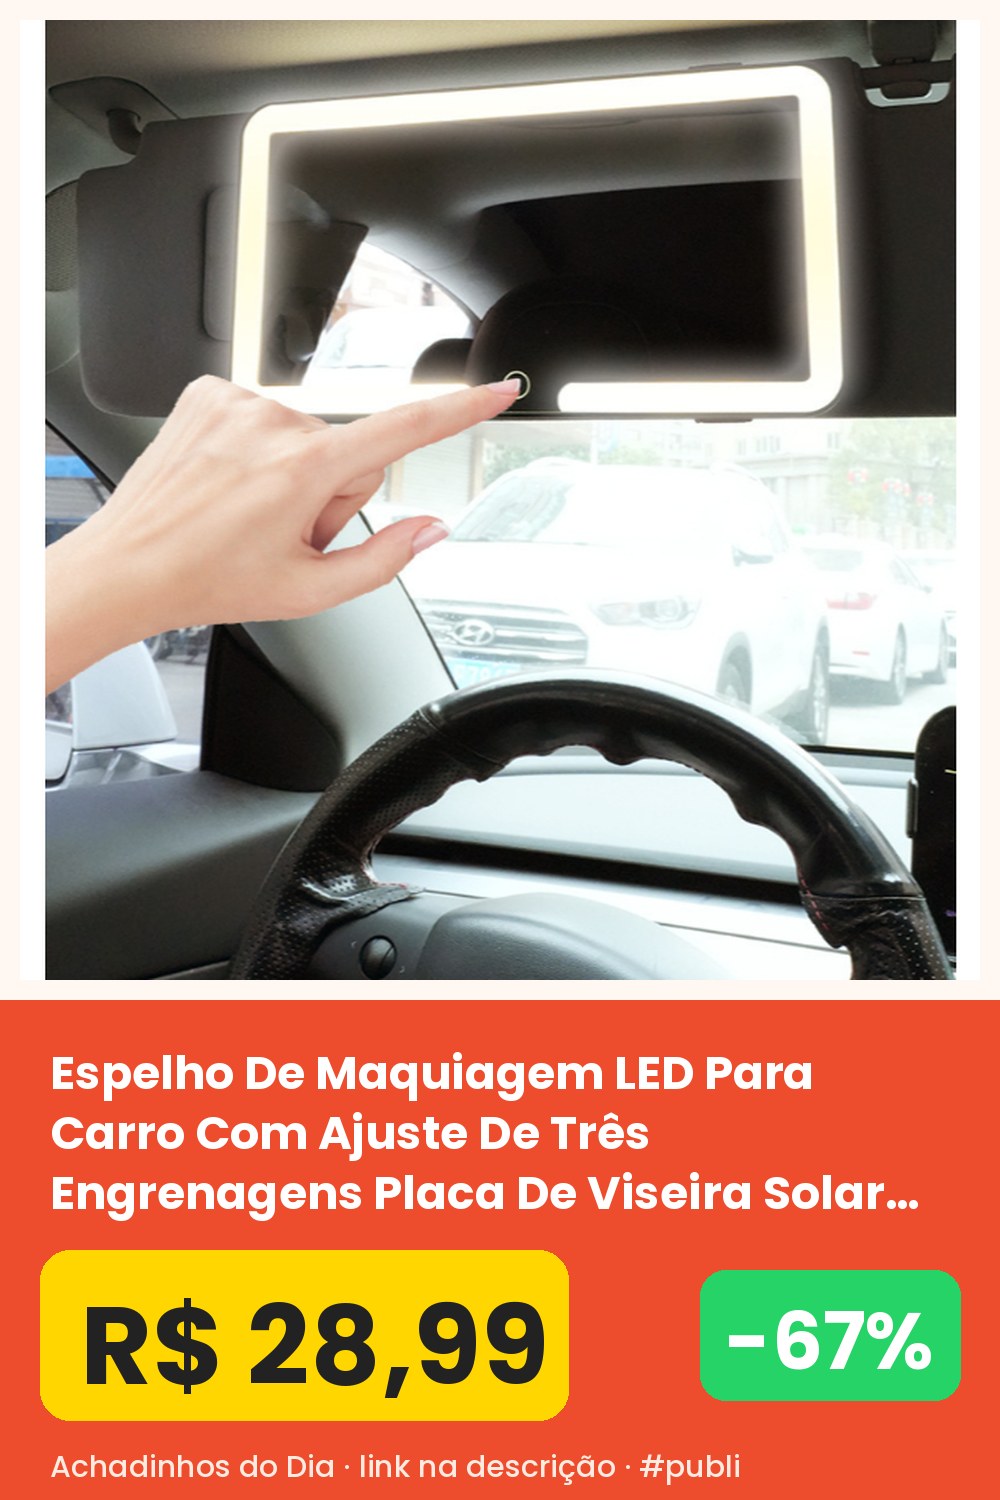 Espelho De Maquiagem LED Para
Carro Com Ajuste De Três
Engrenagens Placa De Viseira Solar...
R$ 28,99
-67%
Achadinhos do Dia · link na descrição · #publi